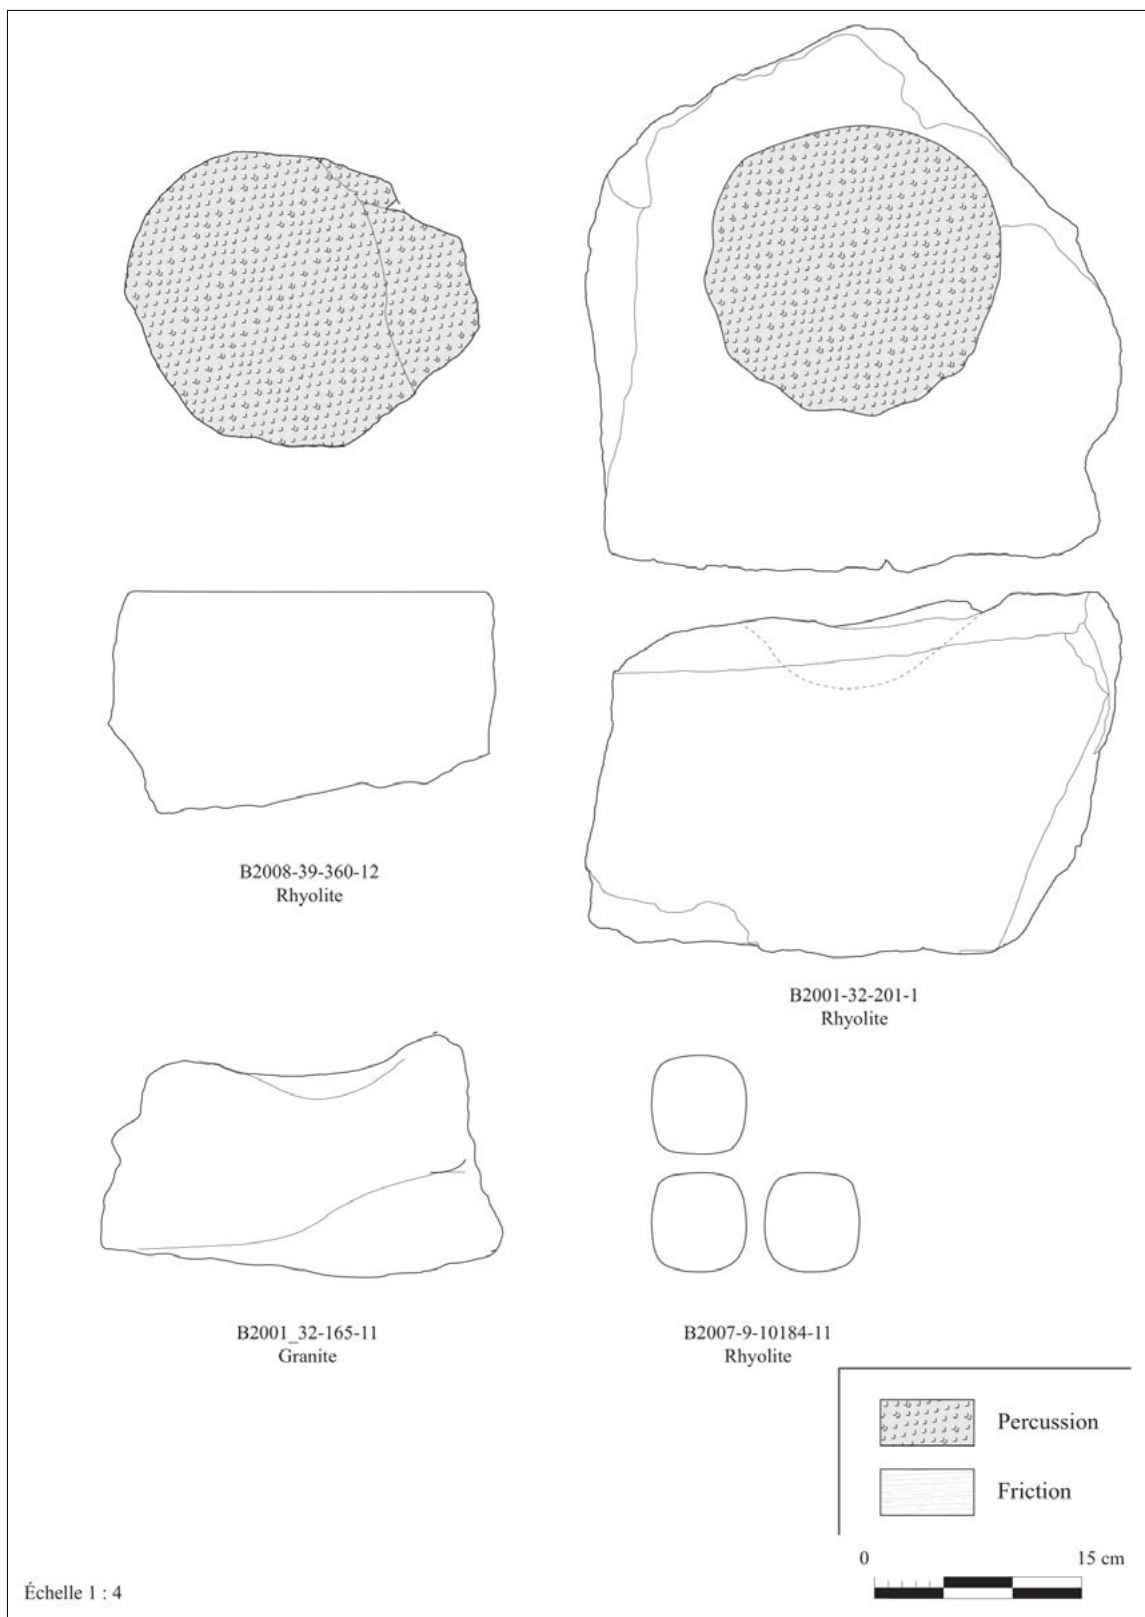 B2008-39-360-12
Rhyolite
B2001-32-201-1
Rhyolite
B2001_32-165-11
Granite
B2007-9-10184-11
Rhyolite
Percussion
Friction
0 15 cm
Échelle 1 : 4